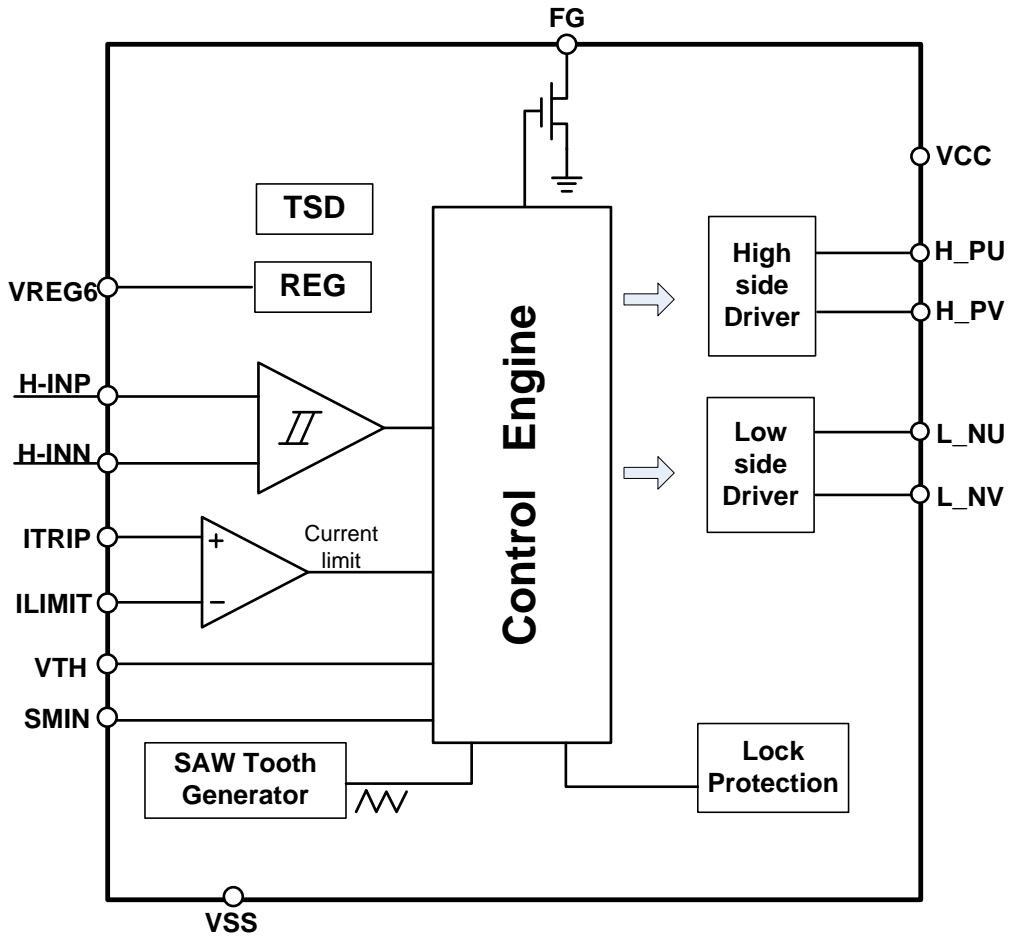 FG
VCC
TSD
REG
VREG6
High
side
Driver
H_PU
H_PV
H-INP
H-INN
Control Engine
Low
side
Driver
L_NU
L_NV
ITRIP
+
Current
limit
ILIMIT
−
VTH
SMIN
SAW Tooth
Generator
Lock
Protection
VSS